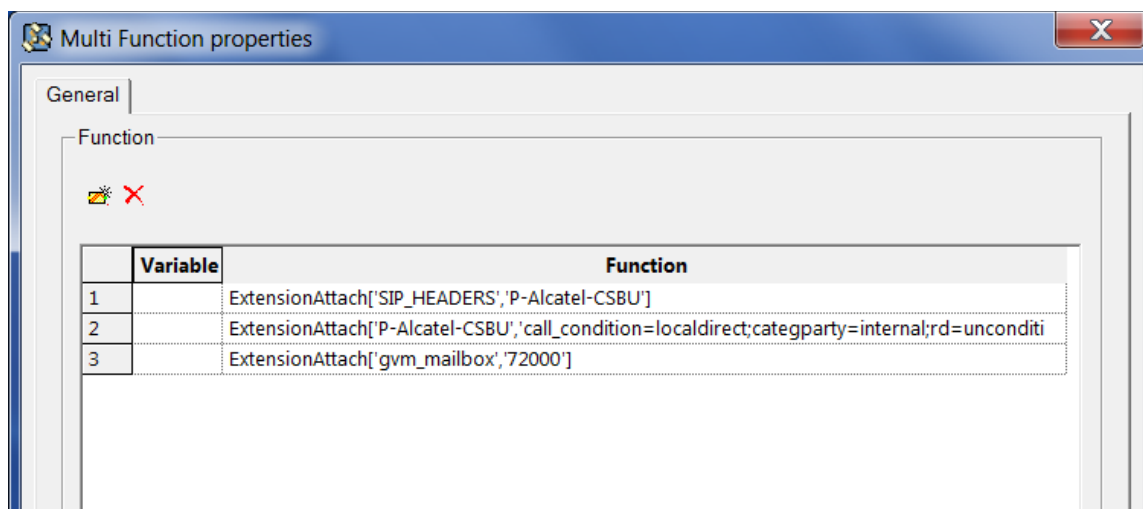 Multi Function properties
General
Function
Variable Function
1 ExtensionAttach['SIP_HEADERS','P-Alcatel-CSBU']
2 ExtensionAttach['P-Alcatel-CSBU','call_condition=localdirect;categparty=internal;rd=unconditi
3 ExtensionAttach['gvm_mailbox','72000']